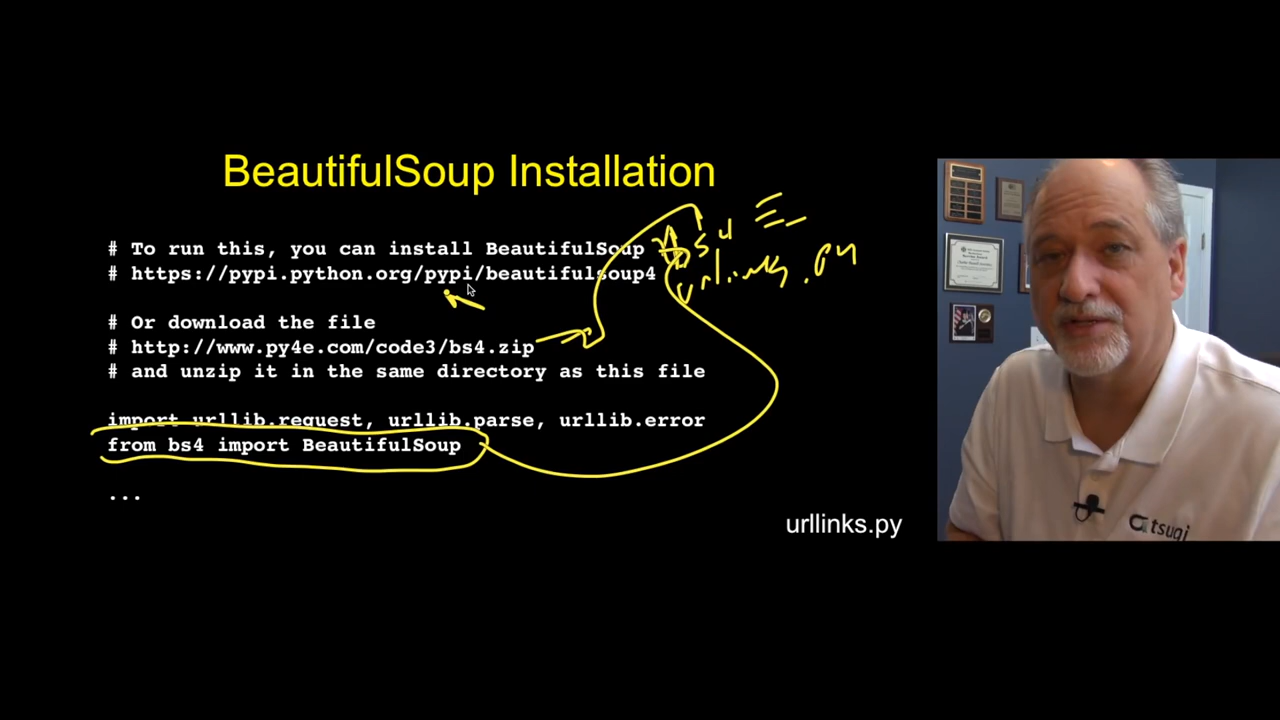 BeautifulSoup Installation
# To run this, you can install BeautifulSoup
# https://pypi.python.org/pypi/beautifulsoup4
bs4
urllinks.py
# Or download the file
# http://www.py4e.com/code3/bs4.zip
# and unzip it in the same directory as this file
import urllib.request, urllib.parse, urllib.error
from bs4 import BeautifulSoup
...
urllinks.py
tsugi